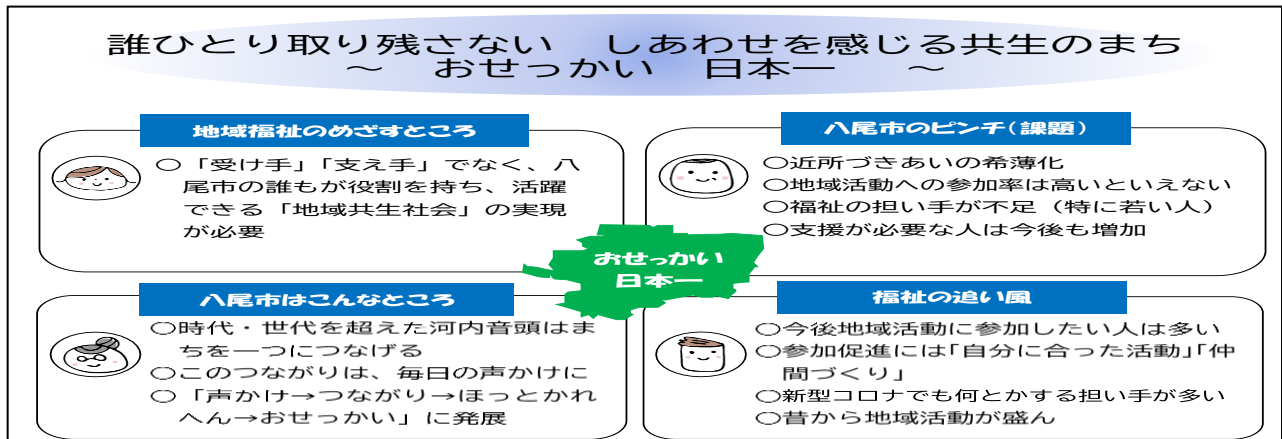 誰ひとり取り残さない　しあわせを感じる共生のまち
～　おせっかい　日本一　～
地域福祉のめざすところ
○「受け手」「支え手」でなく、八
尾市の誰もが役割を持ち、活躍
できる「地域共生社会」の実現
が必要
八尾市のピンチ(課題)
○近所づきあいの希薄化
○地域活動への参加率は高いといえない
○福祉の担い手が不足（特に若い人）
○支援が必要な人は今後も増加
おせっかい
日本一
八尾市はこんなところ
○時代・世代を超えた河内音頭はま
ちを一つにつなげる
○このつながりは、毎日の声かけに
○「声かけ→つながり→ほっとかれ
へん→おせっかい」に発展
福祉の追い風
○今後地域活動に参加したい人は多い
○参加促進には「自分に合った活動」「仲
間づくり」
○新型コロナでも何とかする担い手が多い
○昔から地域活動が盛ん